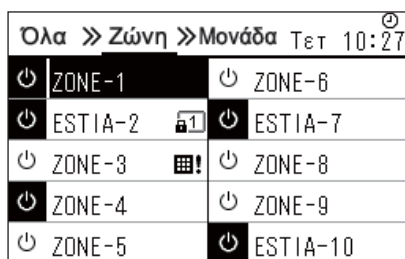 Όλα ≫ Ζώνη ≫ Μονάδα Τετ 10:27
ZONE-1 ZONE-6
ESTIA-2 1 ESTIA-7
ZONE-3 ! ZONE-8
ZONE-4 ZONE-9
ZONE-5 ESTIA-10